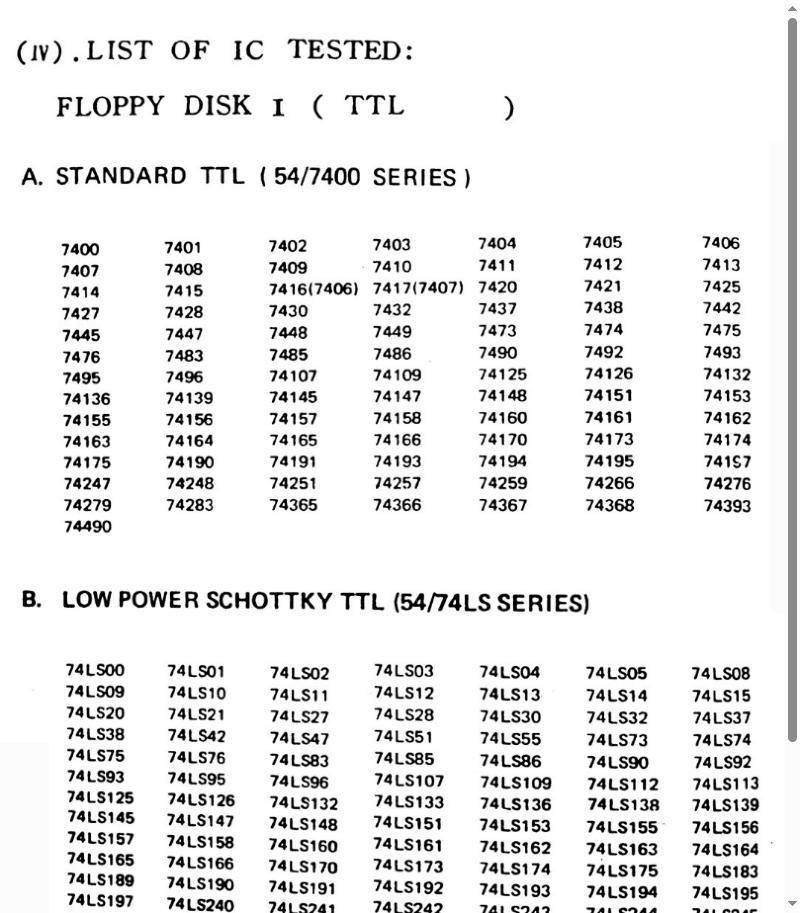 (IV).LIST OF IC TESTED:
FLOPPY DISK I ( TTL )
A. STANDARD TTL ( 54/7400 SERIES )
7400 7401 7402 7403 7404 7405 7406
7407 7408 7409 7410 7411 7412 7413
7414 7415 7416(7406) 7417(7407) 7420 7421 7425
7427 7428 7430 7432 7437 7438 7442
7445 7447 7448 7449 7473 7474 7475
7476 7483 7485 7486 7490 7492 7493
7495 7496 74107 74109 74125 74126 74132
74136 74139 74145 74147 74148 74151 74153
74155 74156 74157 74158 74160 74161 74162
74163 74164 74165 74166 74170 74173 74174
74175 74190 74191 74193 74194 74195 74197
74247 74248 74251 74257 74259 74266 74276
74279 74283 74365 74366 74367 74368 74393
74490
B. LOW POWER SCHOTTKY TTL (54/74LS SERIES)
74LS00 74LS01 74LS02 74LS03 74LS04 74LS05 74LS08
74LS09 74LS10 74LS11 74LS12 74LS13 74LS14 74LS15
74LS20 74LS21 74LS27 74LS28 74LS30 74LS32 74LS37
74LS38 74LS42 74LS47 74LS51 74LS55 74LS73 74LS74
74LS75 74LS76 74LS83 74LS85 74LS86 74LS90 74LS92
74LS93 74LS95 74LS96 74LS107 74LS109 74LS112 74LS113
74LS125 74LS126 74LS132 74LS133 74LS136 74LS138 74LS139
74LS145 74LS147 74LS148 74LS151 74LS153 74LS155 74LS156
74LS157 74LS158 74LS160 74LS161 74LS162 74LS163 74LS164
74LS165 74LS166 74LS170 74LS173 74LS174 74LS175 74LS183
74LS189 74LS190 74LS191 74LS192 74LS193 74LS194 74LS195
74LS197 74LS240 74LS241 74LS242